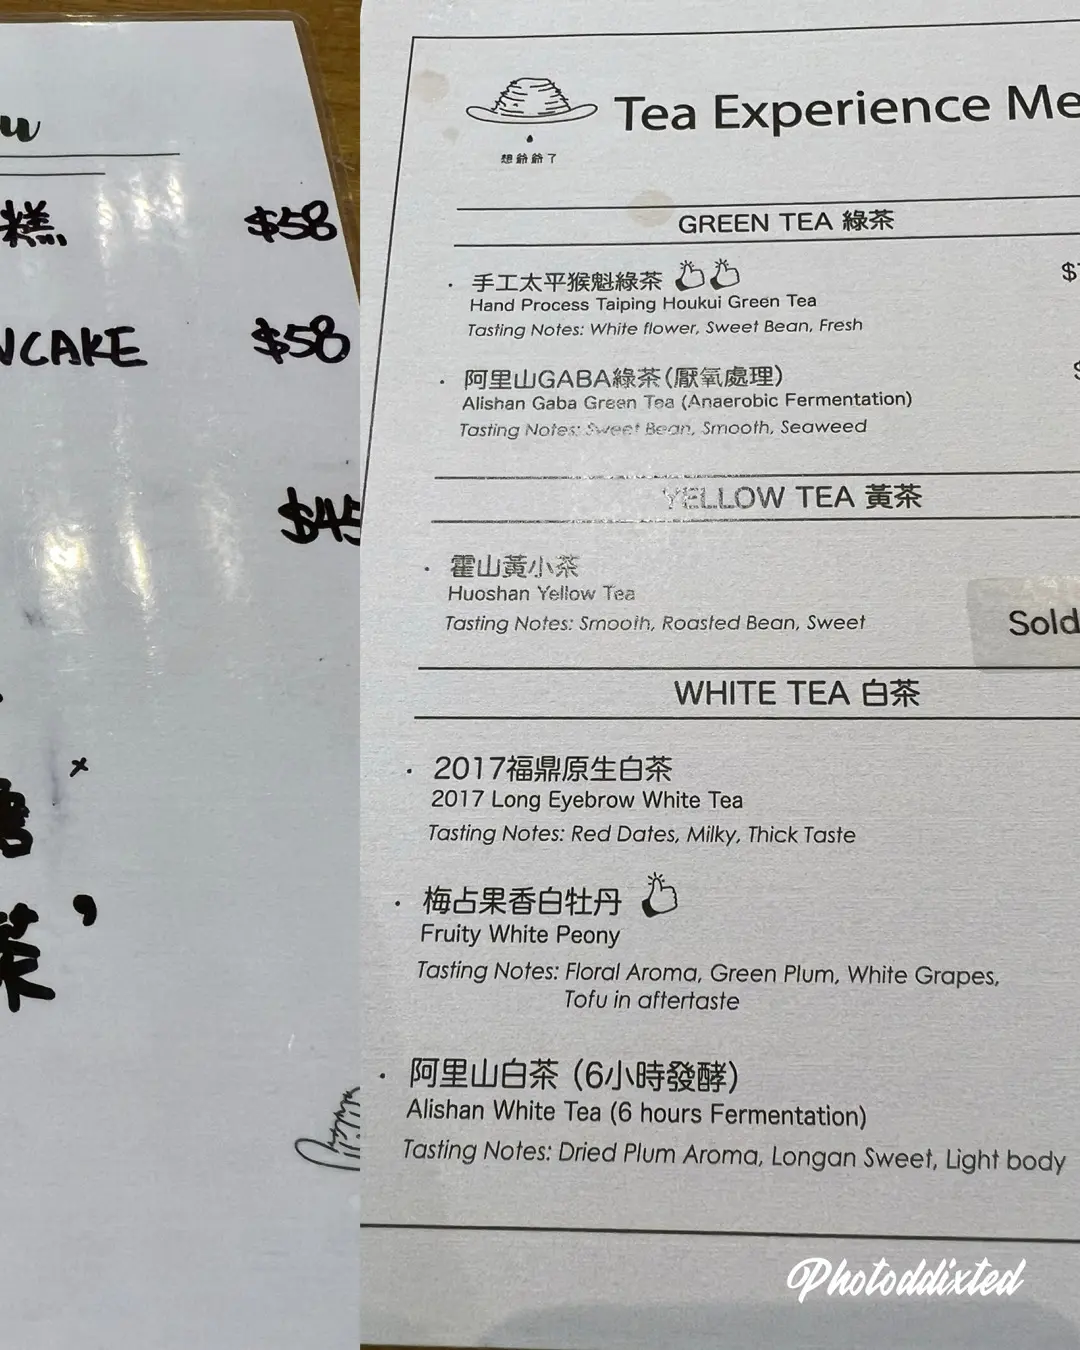 糕
$58
NCAKE
$58
$45
茶
想爺爺了
Tea Experience Me
GREEN TEA 綠茶
手工太平猴魁綠茶
Hand Process Taiping Houkui Green Tea
Tasting Notes: White flower, Sweet Bean, Fresh
阿里山GABA綠茶(厭氧處理)
Alishan Gaba Green Tea (Anaerobic Fermentation)
Tasting Notes: Sweet Bean, Smooth, Seaweed
YELLOW TEA 黃茶
霍山黃小茶
Huoshan Yellow Tea
Tasting Notes: Smooth, Roasted Bean, Sweet
Sold
WHITE TEA 白茶
2017福鼎原生白茶
2017 Long Eyebrow White Tea
Tasting Notes: Red Dates, Milky, Thick Taste
梅占果香白牡丹
Fruity White Peony
Tasting Notes: Floral Aroma, Green Plum, White Grapes,
Tofu in aftertaste
阿里山白茶 (6小時發酵)
Alishan White Tea (6 hours Fermentation)
Tasting Notes: Dried Plum Aroma, Longan Sweet, Light body
Photoddixted